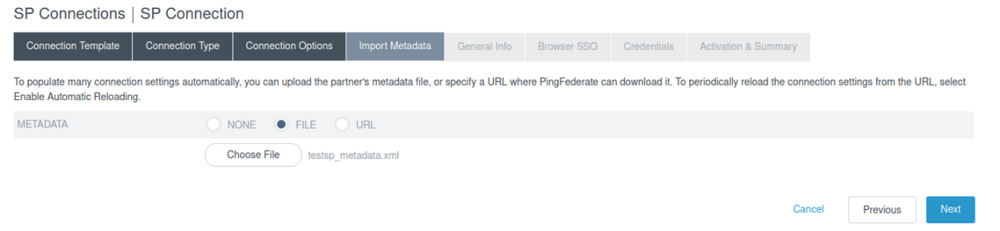 SP Connections | SP Connection
Connection Template Connection Type Connection Options Import Metadata General Info Browser SSO Credentials Activation & Summary
To populate many connection settings automatically, you can upload the partner's metadata file, or specify a URL where PingFederate can download it. To periodically reload the connection settings from the URL, select
Enable Automatic Reloading.
METADATA NONE FILE URL
Choose File testsp_metadata.xml
Cancel Previous Next